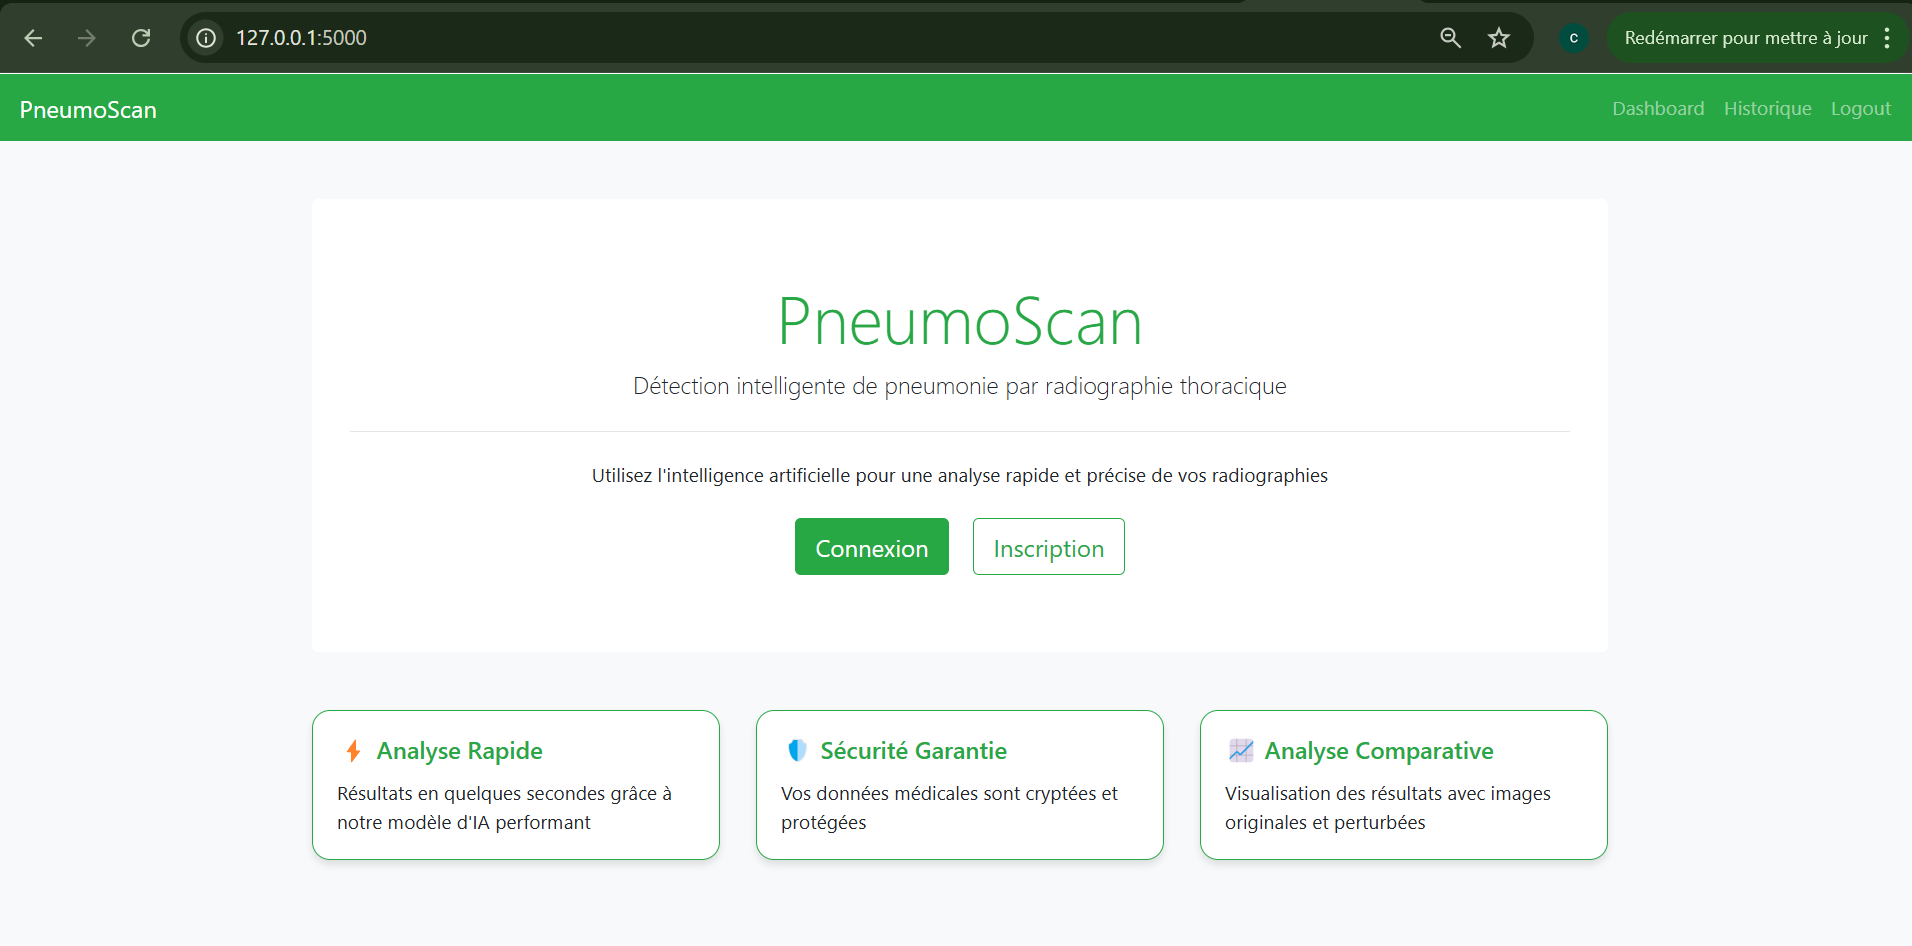 127.0.0.1:5000
C
Redémarrer pour mettre à jour
PneumoScan
Dashboard Historique Logout
PneumoScan
Détection intelligente de pneumonie par radiographie thoracique
Utilisez l'intelligence artificielle pour une analyse rapide et précise de vos radiographies
Connexion
Inscription
Analyse Rapide
Résultats en quelques secondes grâce à
notre modèle d'IA performant
Sécurité Garantie
Vos données médicales sont cryptées et
protégées
Analyse Comparative
Visualisation des résultats avec images
originales et perturbées